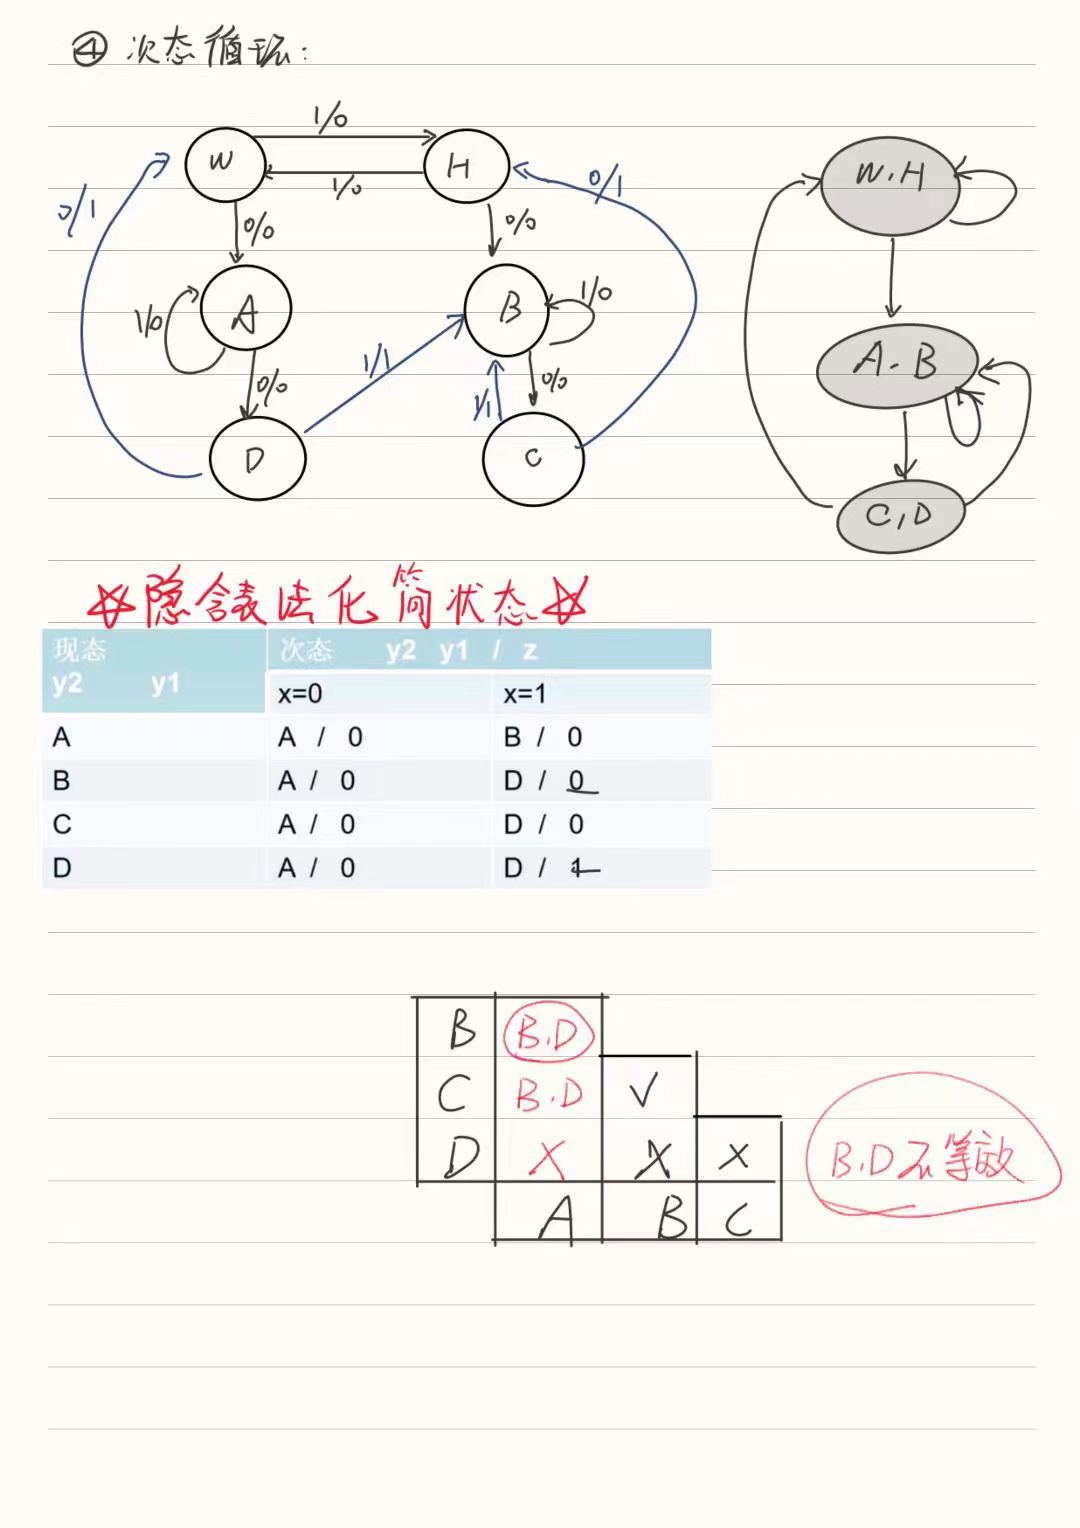 ④ 次态循环：
1/0
W H
1/0
0/1 0/1
0/0 0/0
W.H
1/0 A B 1/0
A.B
1/1 0/0 1/1 0/0
D C
C,D
☆隐含表法化简状态☆
现态 次态 y2 y1 / z
y2 y1
x=0 x=1
A A / 0 B / 0
B A / 0 D / 0
C A / 0 D / 0
D A / 0 D / 1
B B.D
C B.D √
D X X X B.D不等效
A B C